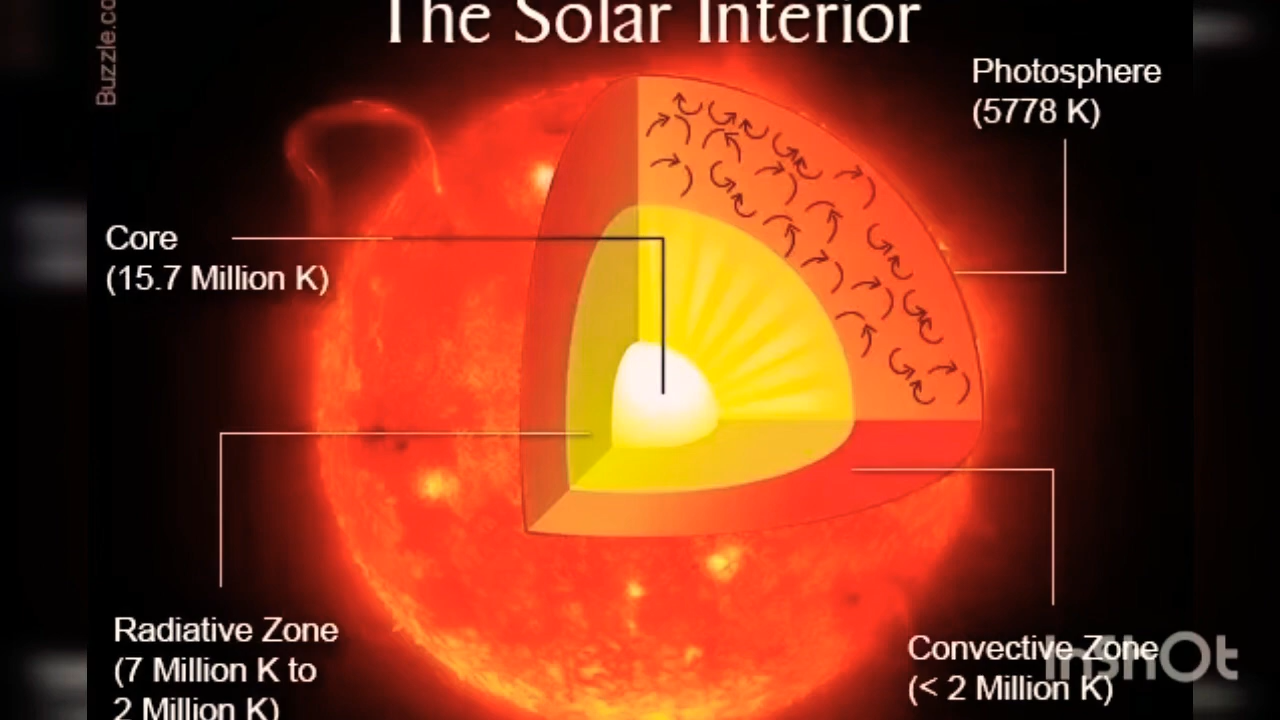 The Solar Interior
Buzzle.co
Photosphere
(5778 K)
Core
(15.7 Million K)
Radiative Zone
(7 Million K to
2 Million K)
Convective Zone
(< 2 Million K)
InShOt